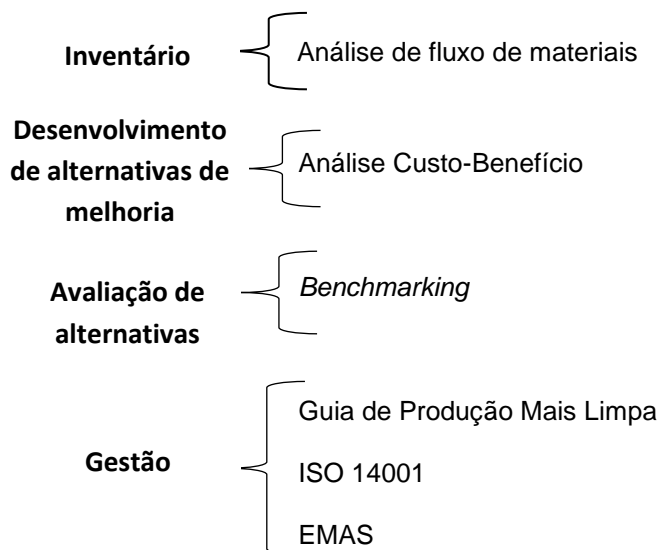 Inventário
Análise de fluxo de materiais
Desenvolvimento
de alternativas de
melhoria
Análise Custo-Benefício
Avaliação de
alternativas
Benchmarking
Gestão
Guia de Produção Mais Limpa
ISO 14001
EMAS